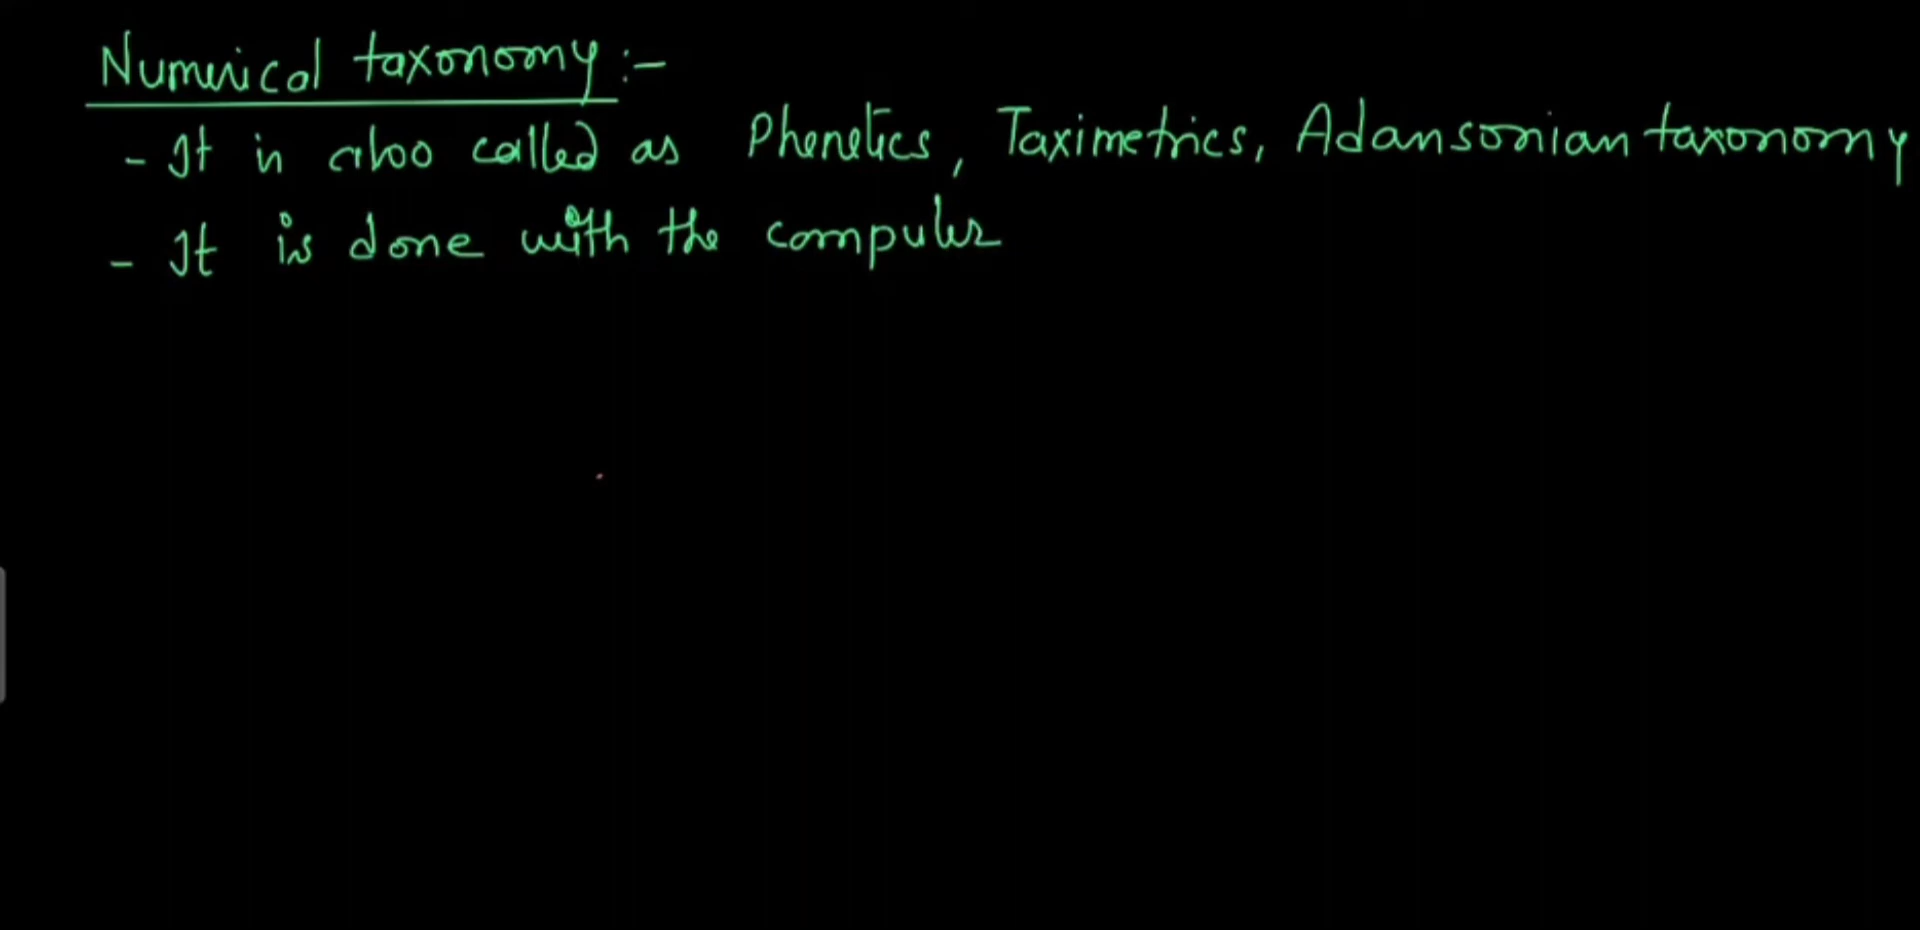 Numerical taxonomy :-
- It is also called as Phenetics, Taximetrics, Adansonian taxonomy
- It is done with the computer